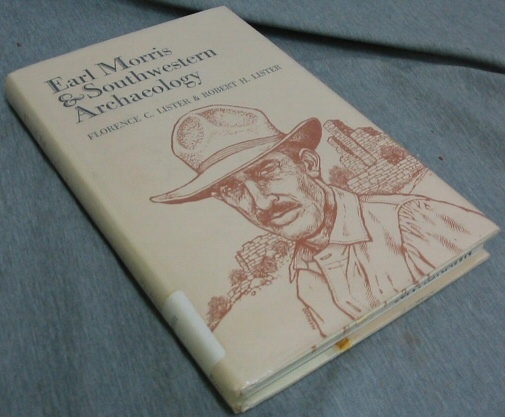 Earl Morris
& Southwestern
Archaeology
FLORENCE C. LISTER & ROBERT H. LISTER